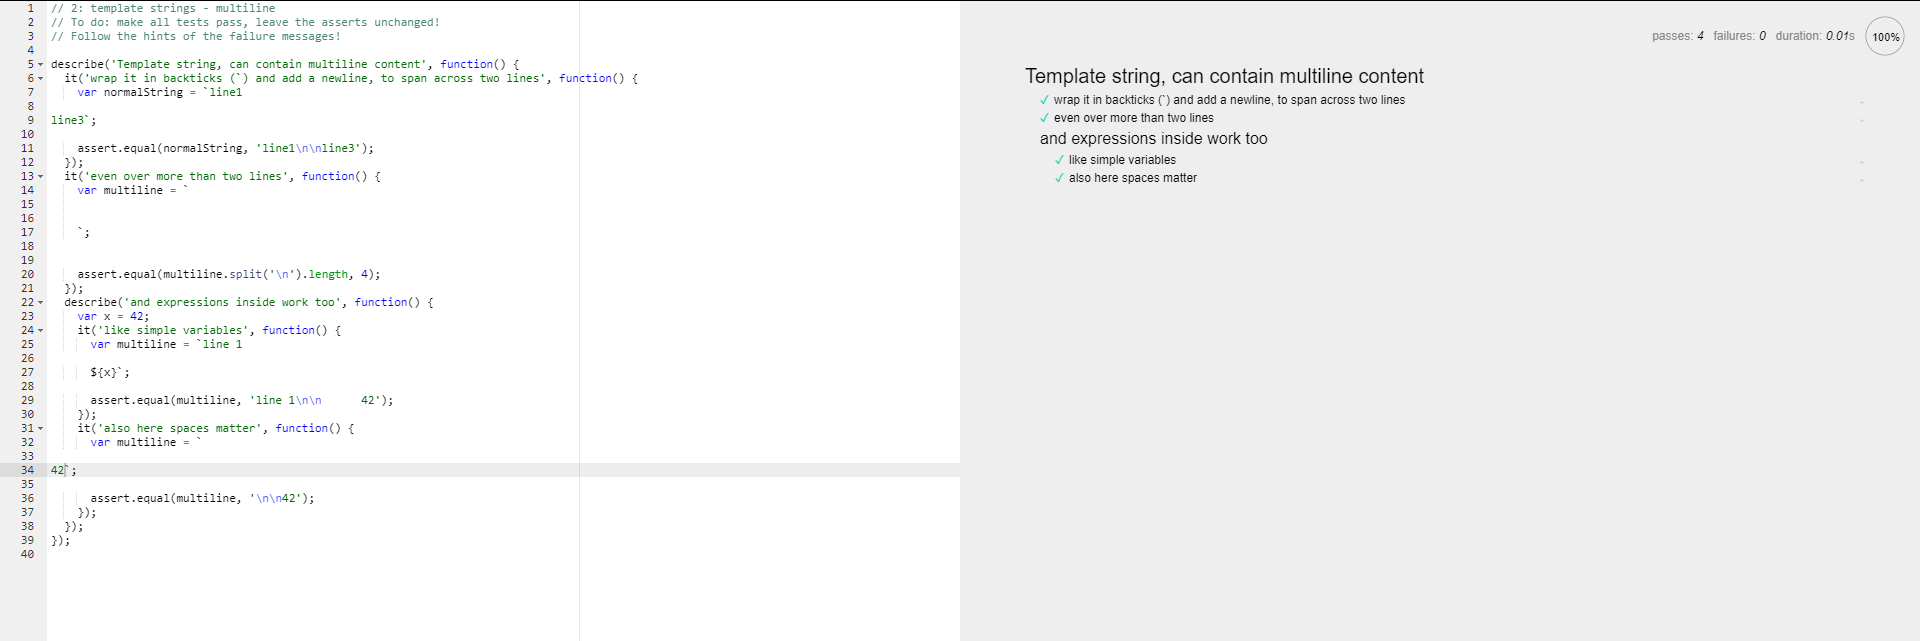 1 // 2: template strings - multiline
2 // To do: make all tests pass, leave the asserts unchanged!
3 // Follow the hints of the failure messages!
4
5 describe('Template string, can contain multiline content', function() {
6   it('wrap it in backticks (`) and add a newline, to span across two lines', function() {
7     var normalString = `line1
8
9 line3`;
10
11     assert.equal(normalString, 'line1\n\nline3');
12   });
13   it('even over more than two lines', function() {
14     var multiline = `
15
16
17     `;
18
19
20     assert.equal(multiline.split('\n').length, 4);
21   });
22   describe('and expressions inside work too', function() {
23     var x = 42;
24     it('like simple variables', function() {
25       var multiline = `line 1
26
27       ${x}`;
28
29       assert.equal(multiline, 'line 1\n\n      42');
30     });
31     it('also here spaces matter', function() {
32       var multiline = `
33
34 42`;
35
36       assert.equal(multiline, '\n\n42');
37     });
38   });
39 });
40
passes: 4 failures: 0 duration: 0.01s 100%
Template string, can contain multiline content
✓ wrap it in backticks (`) and add a newline, to span across two lines
✓ even over more than two lines
and expressions inside work too
✓ like simple variables
✓ also here spaces matter